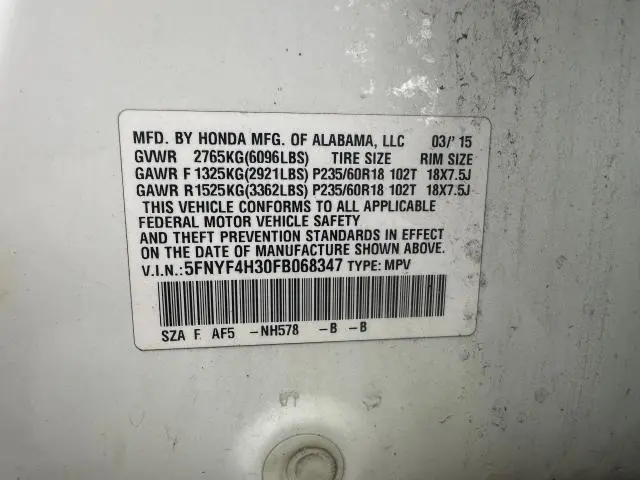 MFD. BY HONDA MFG. OF ALABAMA, LLC 03/'15
GVWR 2765KG(6096LBS) TIRE SIZE RIM SIZE
GAWR F 1325KG(2921LBS) P235/60R18 102T 18X7.5J
GAWR R1525KG(3362LBS) P235/60R18 102T 18X7.5J
THIS VEHICLE CONFORMS TO ALL APPLICABLE
FEDERAL MOTOR VEHICLE SAFETY
AND THEFT PREVENTION STANDARDS IN EFFECT
ON THE DATE OF MANUFACTURE SHOWN ABOVE.
V.I.N.:5FNYF4H30FB068347 TYPE: MPV
SZA F AF5 -NH578 -B -B